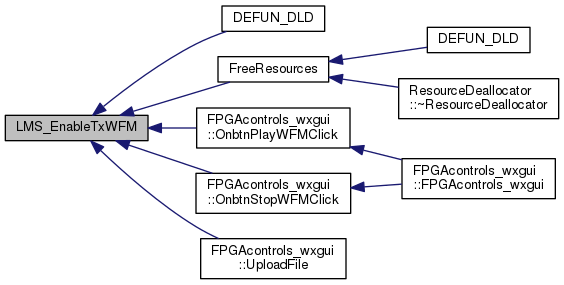 DEFUN_DLD
DEFUN_DLD
FreeResources
ResourceDeallocator
::~ResourceDeallocator
LMS_EnableTxWFM
FPGAcontrols_wxgui
::OnbtnPlayWFMClick
FPGAcontrols_wxgui
::FPGAcontrols_wxgui
FPGAcontrols_wxgui
::OnbtnStopWFMClick
FPGAcontrols_wxgui
::UploadFile